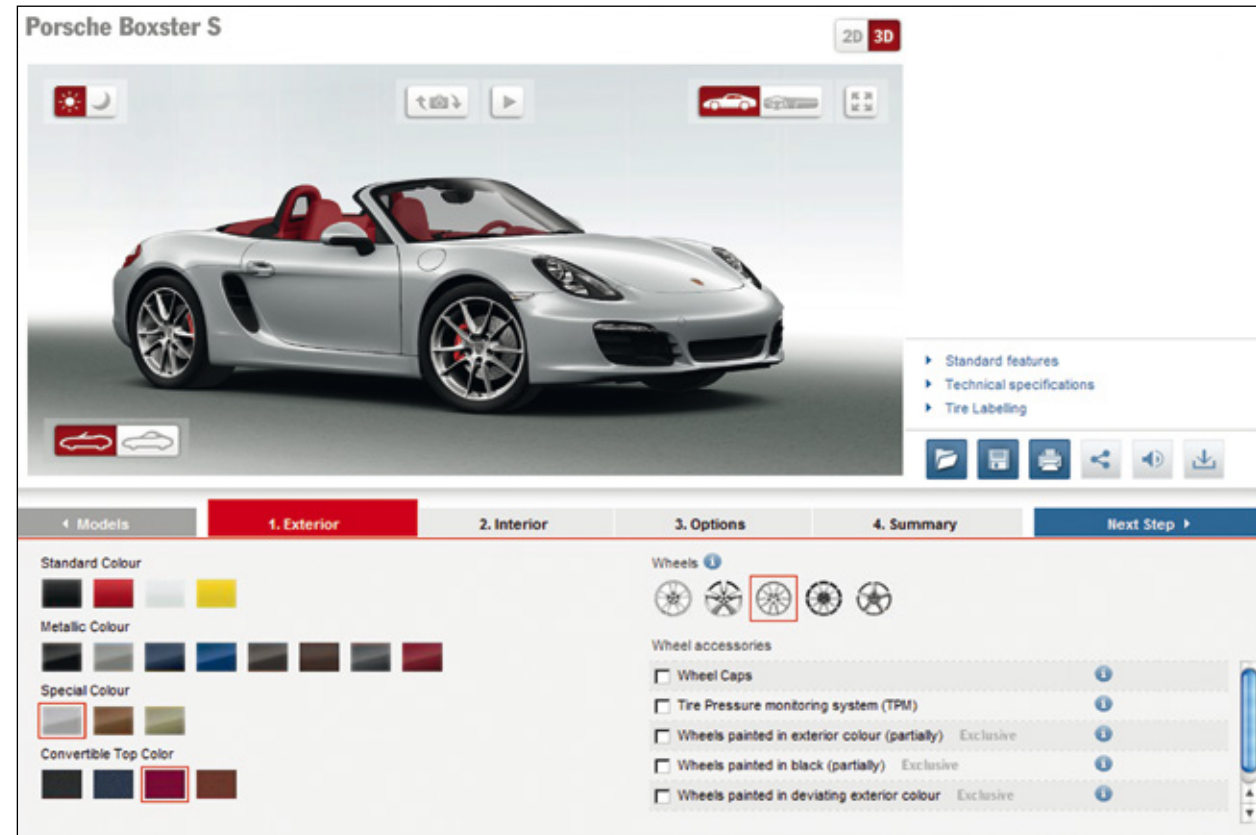 Porsche Boxster S
2D 3D
Standard features
Technical specifications
Tire Labelling
Models
1. Exterior
2. Interior
3. Options
4. Summary
Next Step
Standard Colour
Metallic Colour
Special Colour
Convertible Top Color
Wheels
Wheel accessories
Wheel Caps
Tire Pressure monitoring system (TPM)
Wheels painted in exterior colour (partially) Exclusive
Wheels painted in black (partially) Exclusive
Wheels painted in deviating exterior colour Exclusive